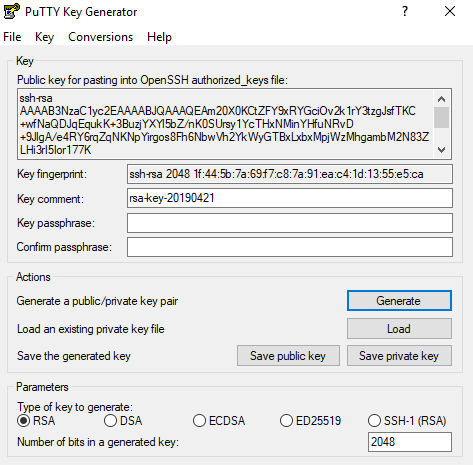 PuTTY Key Generator
File Key Conversions Help
Key
Public key for pasting into OpenSSH authorized_keys file:
ssh-rsa
AAAAB3NzaC1yc2EAAAABJQAAAQEAm20X0KCtZFY9xRYGciOv2k1rY3tzgJsfTKC
+wfNaQDJqEqukK+3BuzjYXYl5bZ/nK0SUrsy1YcTHxNMinYHfuNRvD
+9JlgA/e4RY6rqZqNKNpYirgos8Fh6NbwVh2YkWyGTBxLxbxMpjWzMhgambM2N83Z
LHi3rl5lor177K
Key fingerprint: ssh-rsa 2048 1f:44:5b:7a:69:f7:c8:7a:91:ea:c4:1d:13:55:e5:ca
Key comment: rsa-key-20190421
Key passphrase:
Confirm passphrase:
Actions
Generate a public/private key pair Generate
Load an existing private key file Load
Save the generated key Save public key Save private key
Parameters
Type of key to generate:
RSA DSA ECDSA ED25519 SSH-1 (RSA)
Number of bits in a generated key: 2048